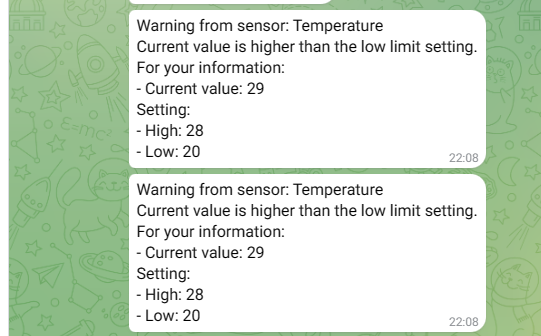 Warning from sensor: Temperature
Current value is higher than the low limit setting.
For your information:
- Current value: 29
Setting:
- High: 28
- Low: 20
22:08
Warning from sensor: Temperature
Current value is higher than the low limit setting.
For your information:
- Current value: 29
Setting:
- High: 28
- Low: 20
22:08